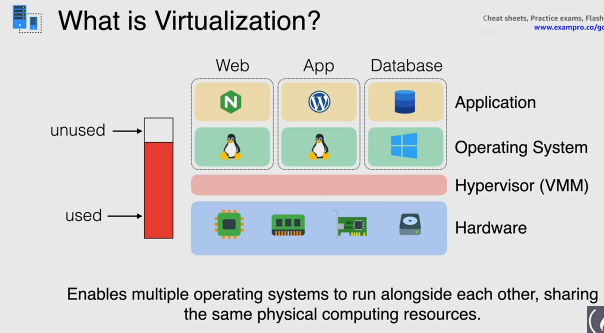 What is Virtualization?
Cheat sheets, Practice exams, Flash
www.exampro.co/g
Web App Database
Application
unused
Operating System
Hypervisor (VMM)
used
Hardware
Enables multiple operating systems to run alongside each other, sharing
the same physical computing resources.